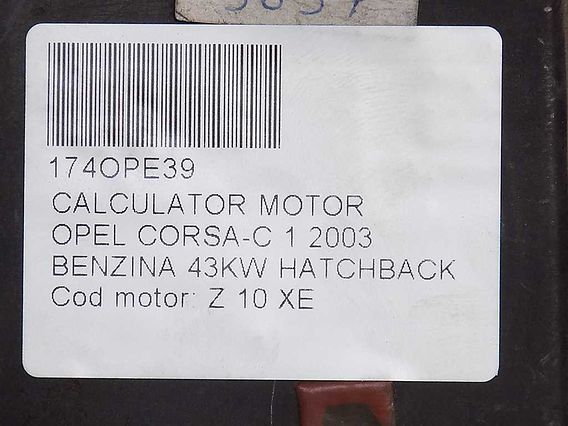 174OPE39
CALCULATOR MOTOR
OPEL CORSA-C 1 2003
BENZINA 43KW HATCHBACK
Cod motor: Z 10 XE